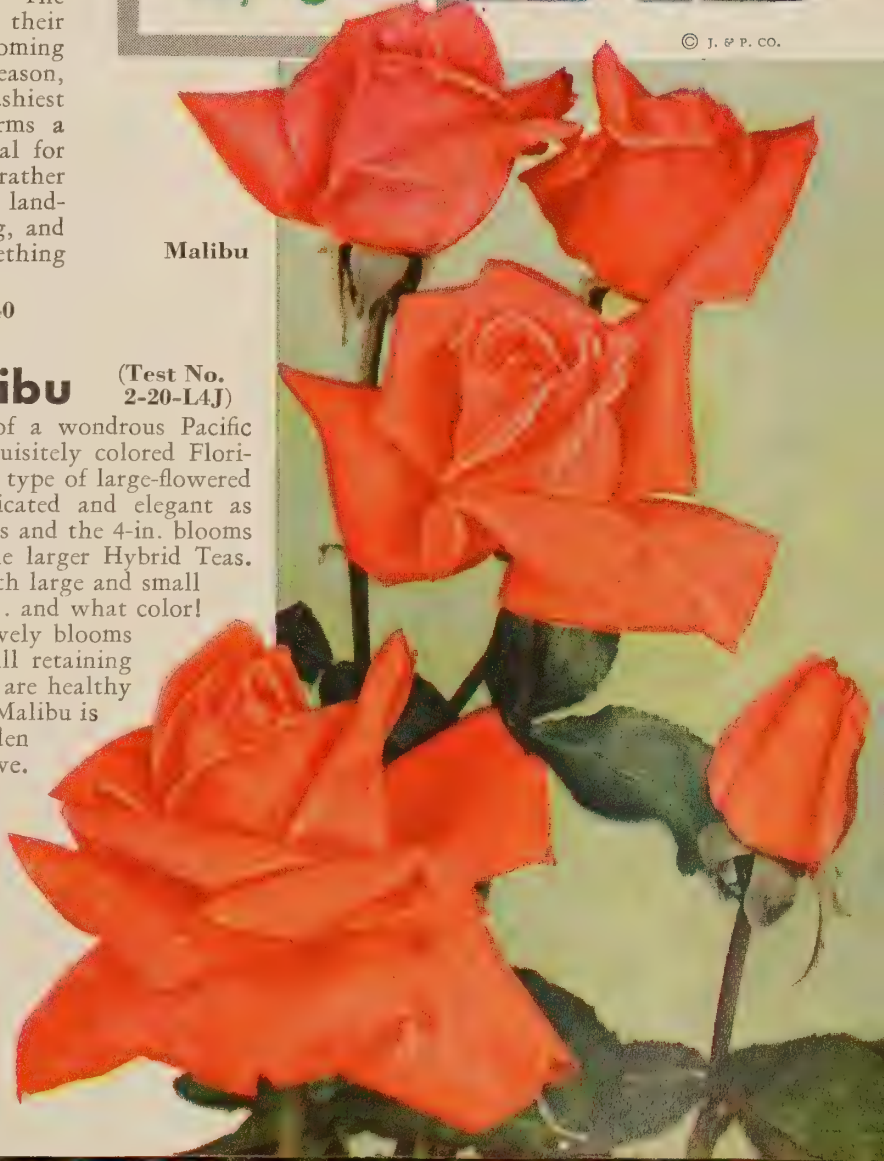 The
their
oming
eason,
shiest
rms a
al for
rather
land-
g, and
ething
© J. & P. CO.
Malibu
ibu
(Test No.
2-20-L4J)
of a wondrous Pacific
uisitely colored Flori-
type of large-flowered
icated and elegant as
s and the 4-in. blooms
e larger Hybrid Teas.
th large and small
. . and what color!
vely blooms
ll retaining
are healthy
Malibu is
len
ve.